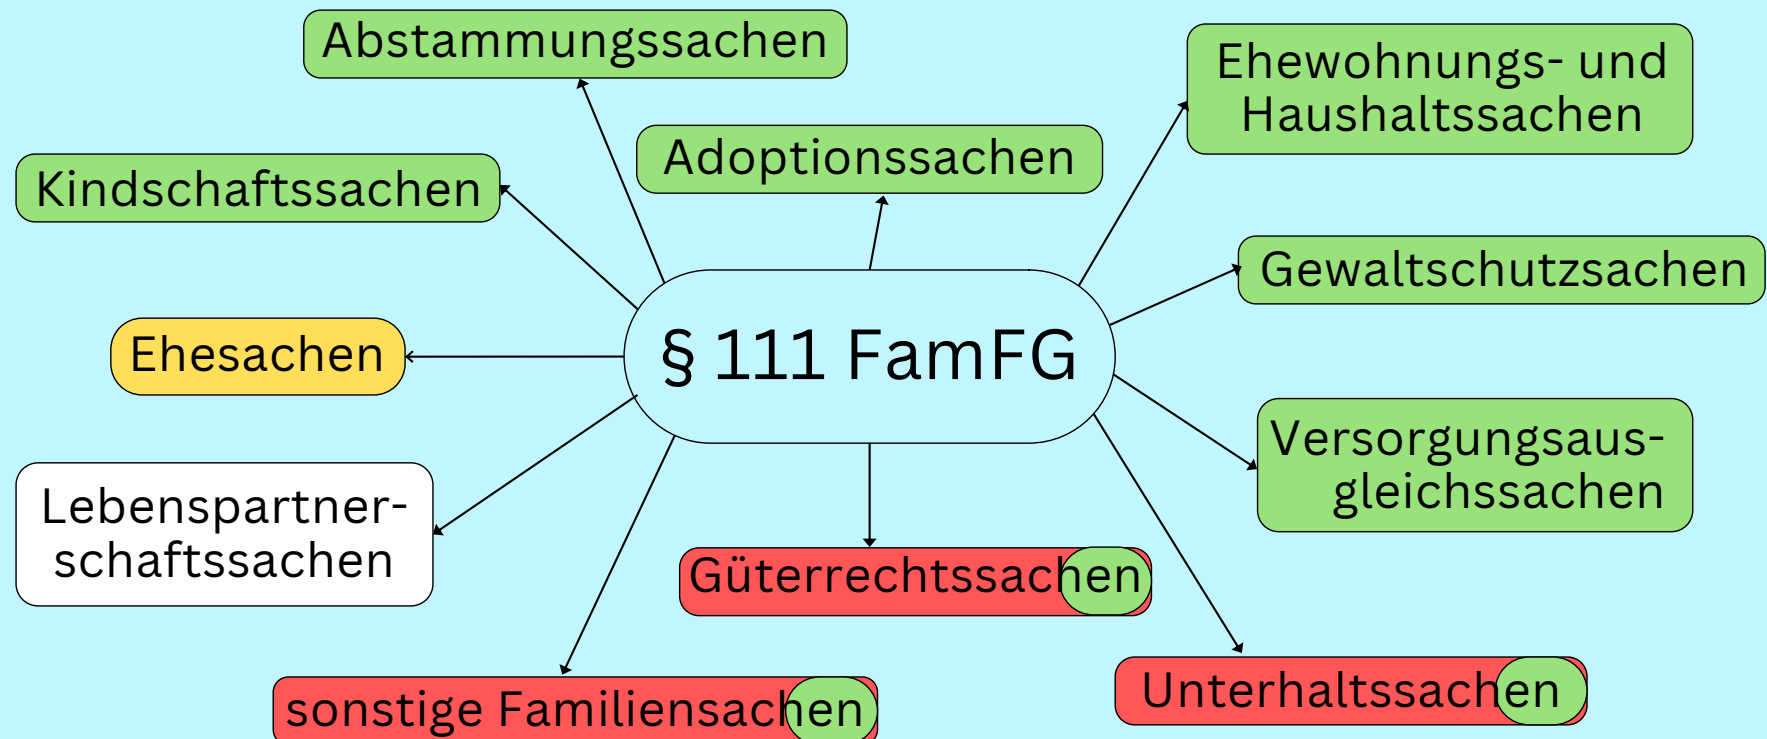 Abstammungssachen
Ehewohnungs- und
Haushaltssachen
Adoptionssachen
Kindschaftssachen
Gewaltschutzsachen
§ 111 FamFG
Ehesachen
Versorgungsaus-
gleichssachen
Lebenspartner-
schaftssachen
Güterrechtssachen
Unterhaltssachen
sonstige Familiensachen